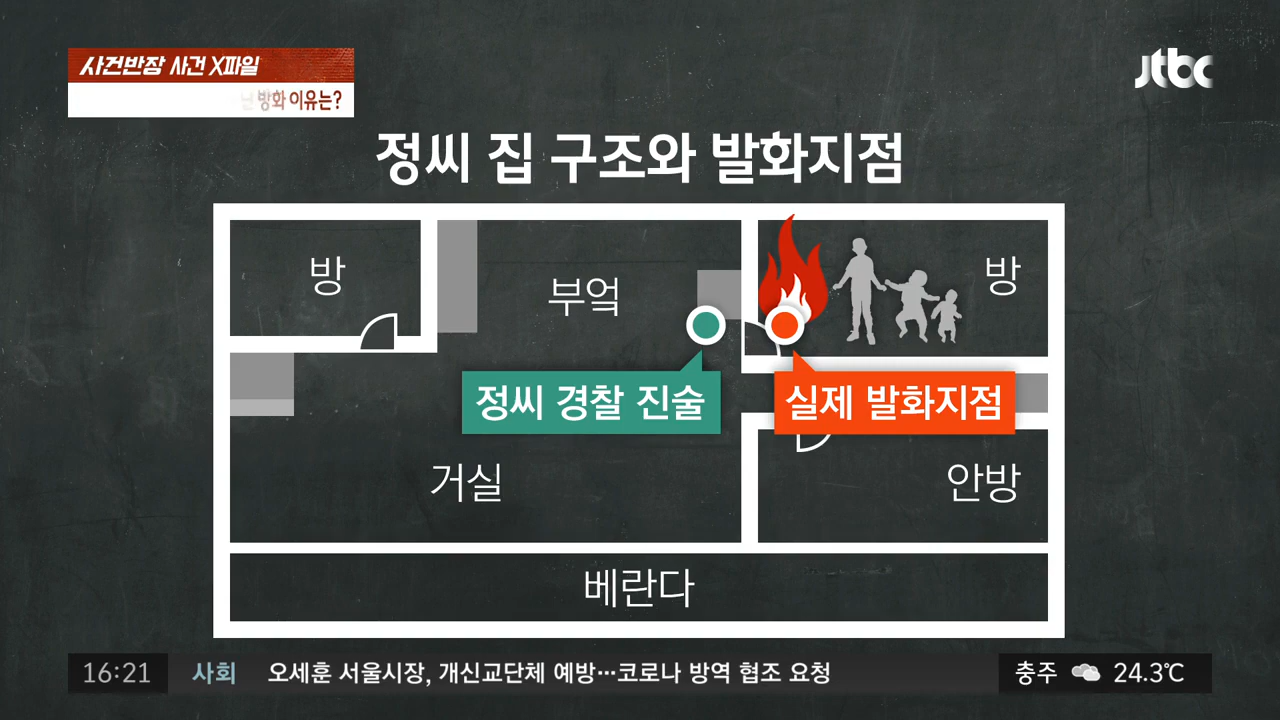 사건반장 사건 X파일
jtbc
방화 이유는?
정씨 집 구조와 발화지점
방
부엌
방
정씨 경찰 진술
실제 발화지점
거실
안방
베란다
16:21 사회 오세훈 서울시장, 개신교단체 예방…코로나 방역 협조 요청 충주 24.3℃